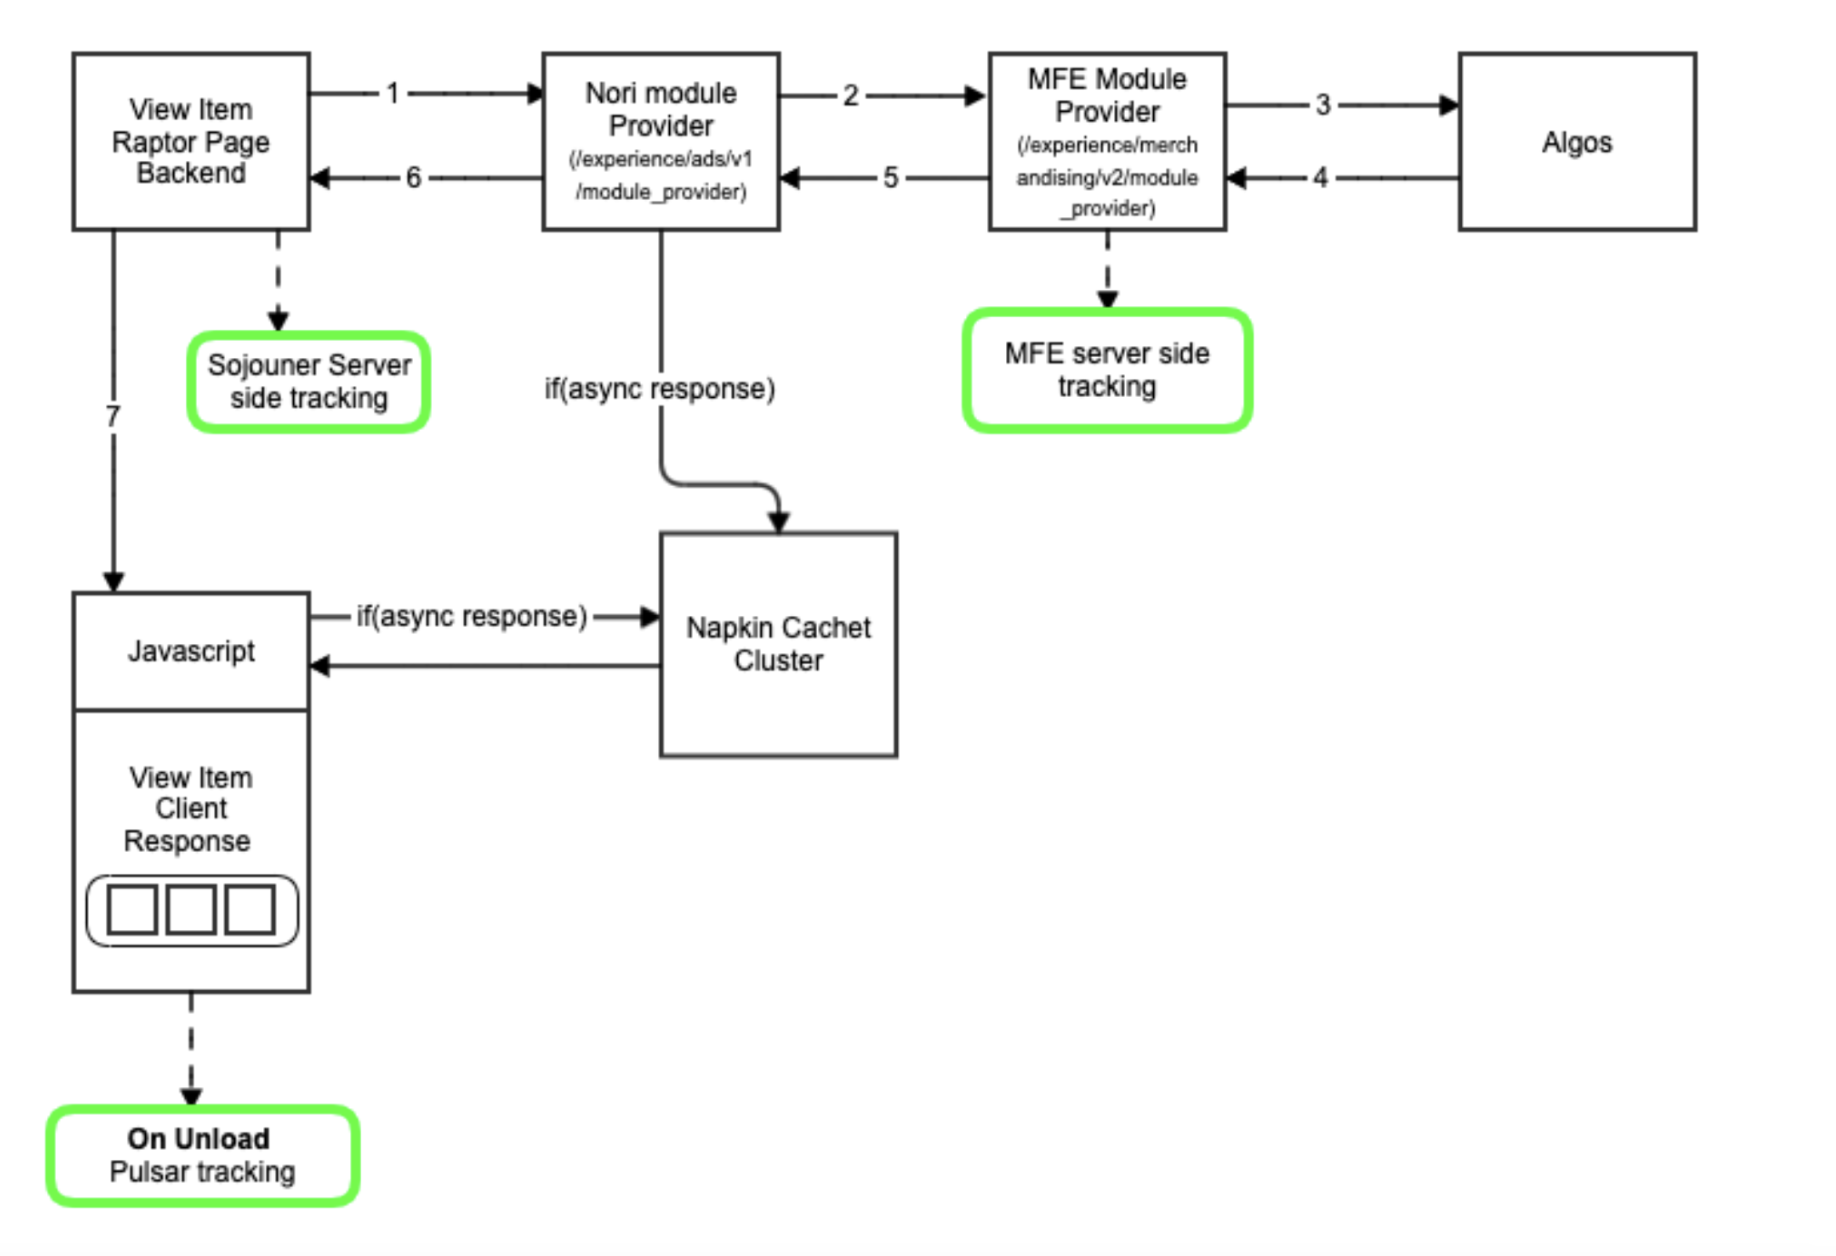 View Item
Raptor Page
Backend
1
6
Nori module
Provider
(/experience/ads/v1
/module_provider)
2
5
MFE Module
Provider
(/experience/merch
andising/v2/module
_provider)
3
4
Algos
Sojouner Server
side tracking
MFE server side
tracking
7
if(async response)
Javascript
if(async response)
Napkin Cachet
Cluster
View Item
Client
Response
On Unload
Pulsar tracking